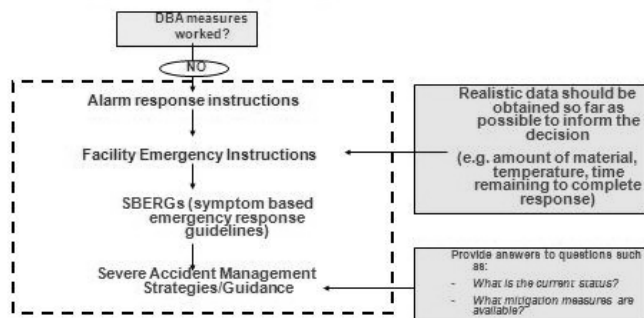 DBA measures
worked?
NO
Alarm response instructions
Facility Emergency Instructions
SBERGs (symptom based
emergency response
guidelines)
Severe Accident Management
Strategies/Guidance
Realistic data should be
obtained so far as
possible to inform the
decision
(e.g. amount of material,
temperature, time
remaining to complete
response)
Provide answers to questions such
as:
- What is the current status?
- What mitigation measures are
available?